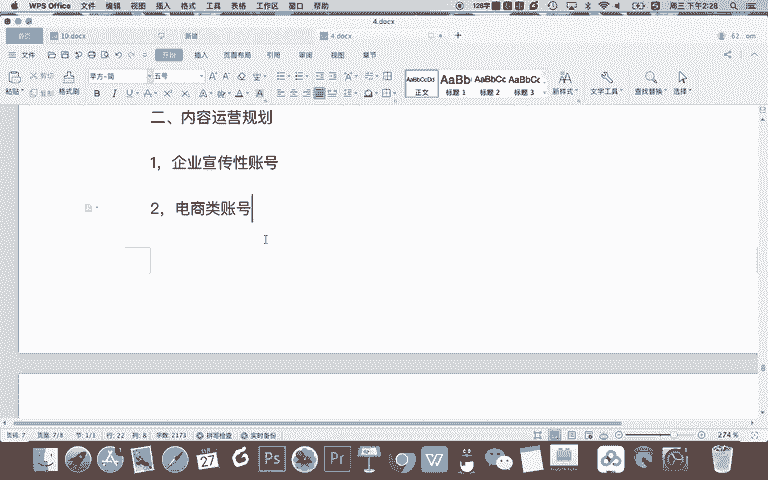 WPS Office 文件 编辑 视图 插入 格式 工具 表格 工作区 窗口 帮助 128字 周三 下午2:28
4.docx
首页 10.docx 新建 4.docx + 62.. om
文件 开始 插入 页面布局 引用 审阅 视图 章节
粘贴 剪切 复制 格式刷 苹方-简 五号 AaBbCcDd 正文 AaBb 标题 1 AaBbCc 标题 2 AaBbCc 标题 3 新样式 文字工具 查找替换 选择
二、内容运营规划
1，企业宣传性账号
2，电商类账号
页码: 7 页面: 7/8 节: 1/1 行: 22 列: 8 字数: 2173 拼写检查 实时备份 274 %
27 Ps Pr W